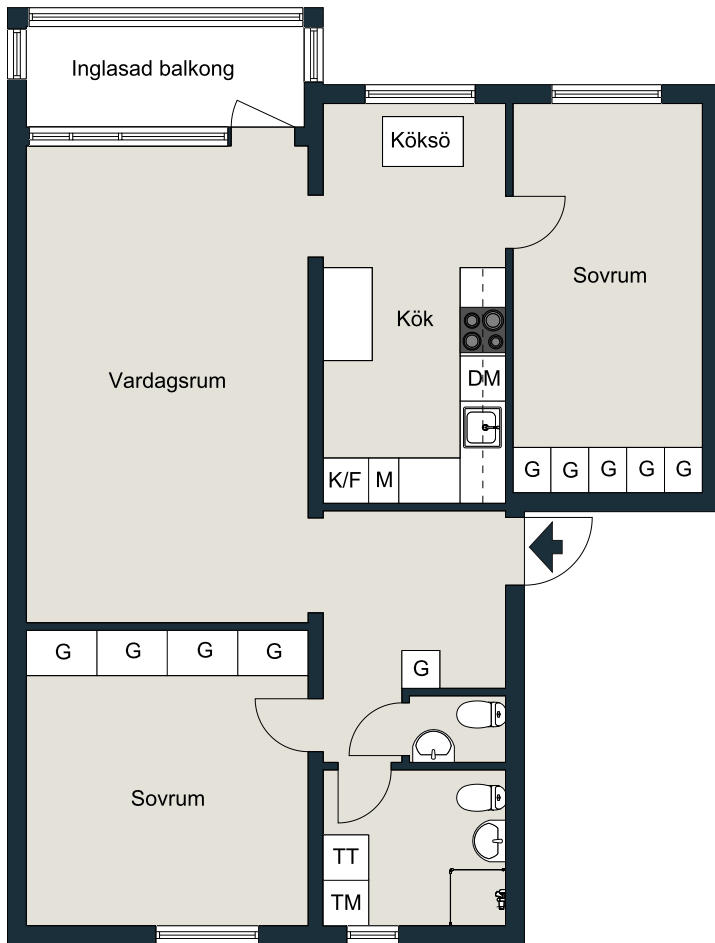 Inglasad balkong
Köksö
Sovrum
Kök
Vardagsrum
DM
K/F M
G G G G G
G G G G
G
Sovrum
TT
TM